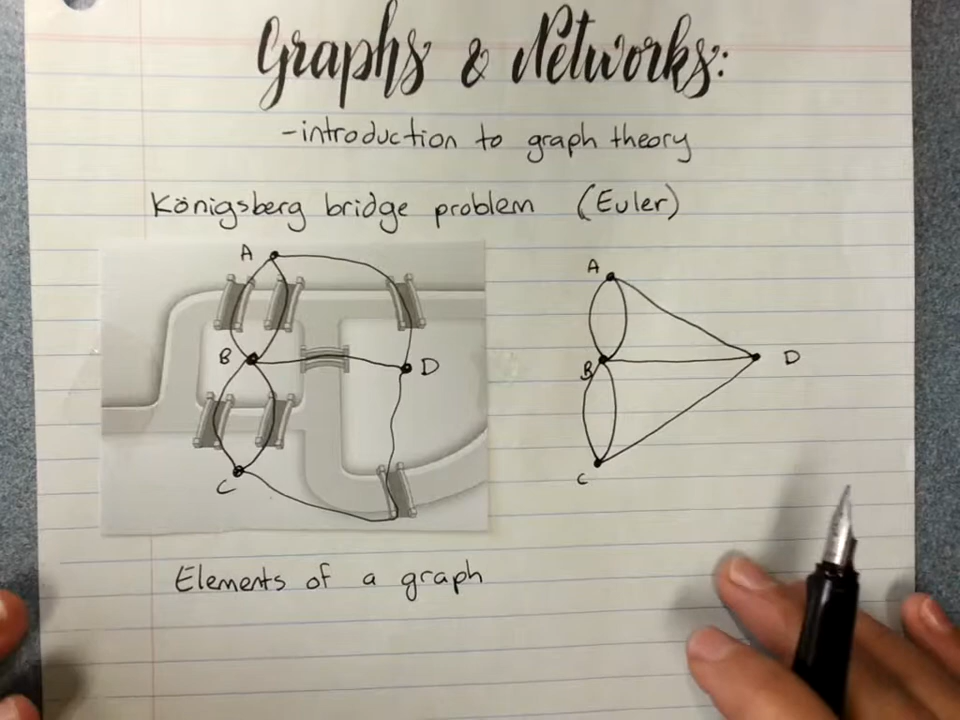 Graphs & Networks:
-introduction to graph theory
Königsberg bridge problem (Euler)
A
B
D
C
A
B
D
C
Elements of a graph